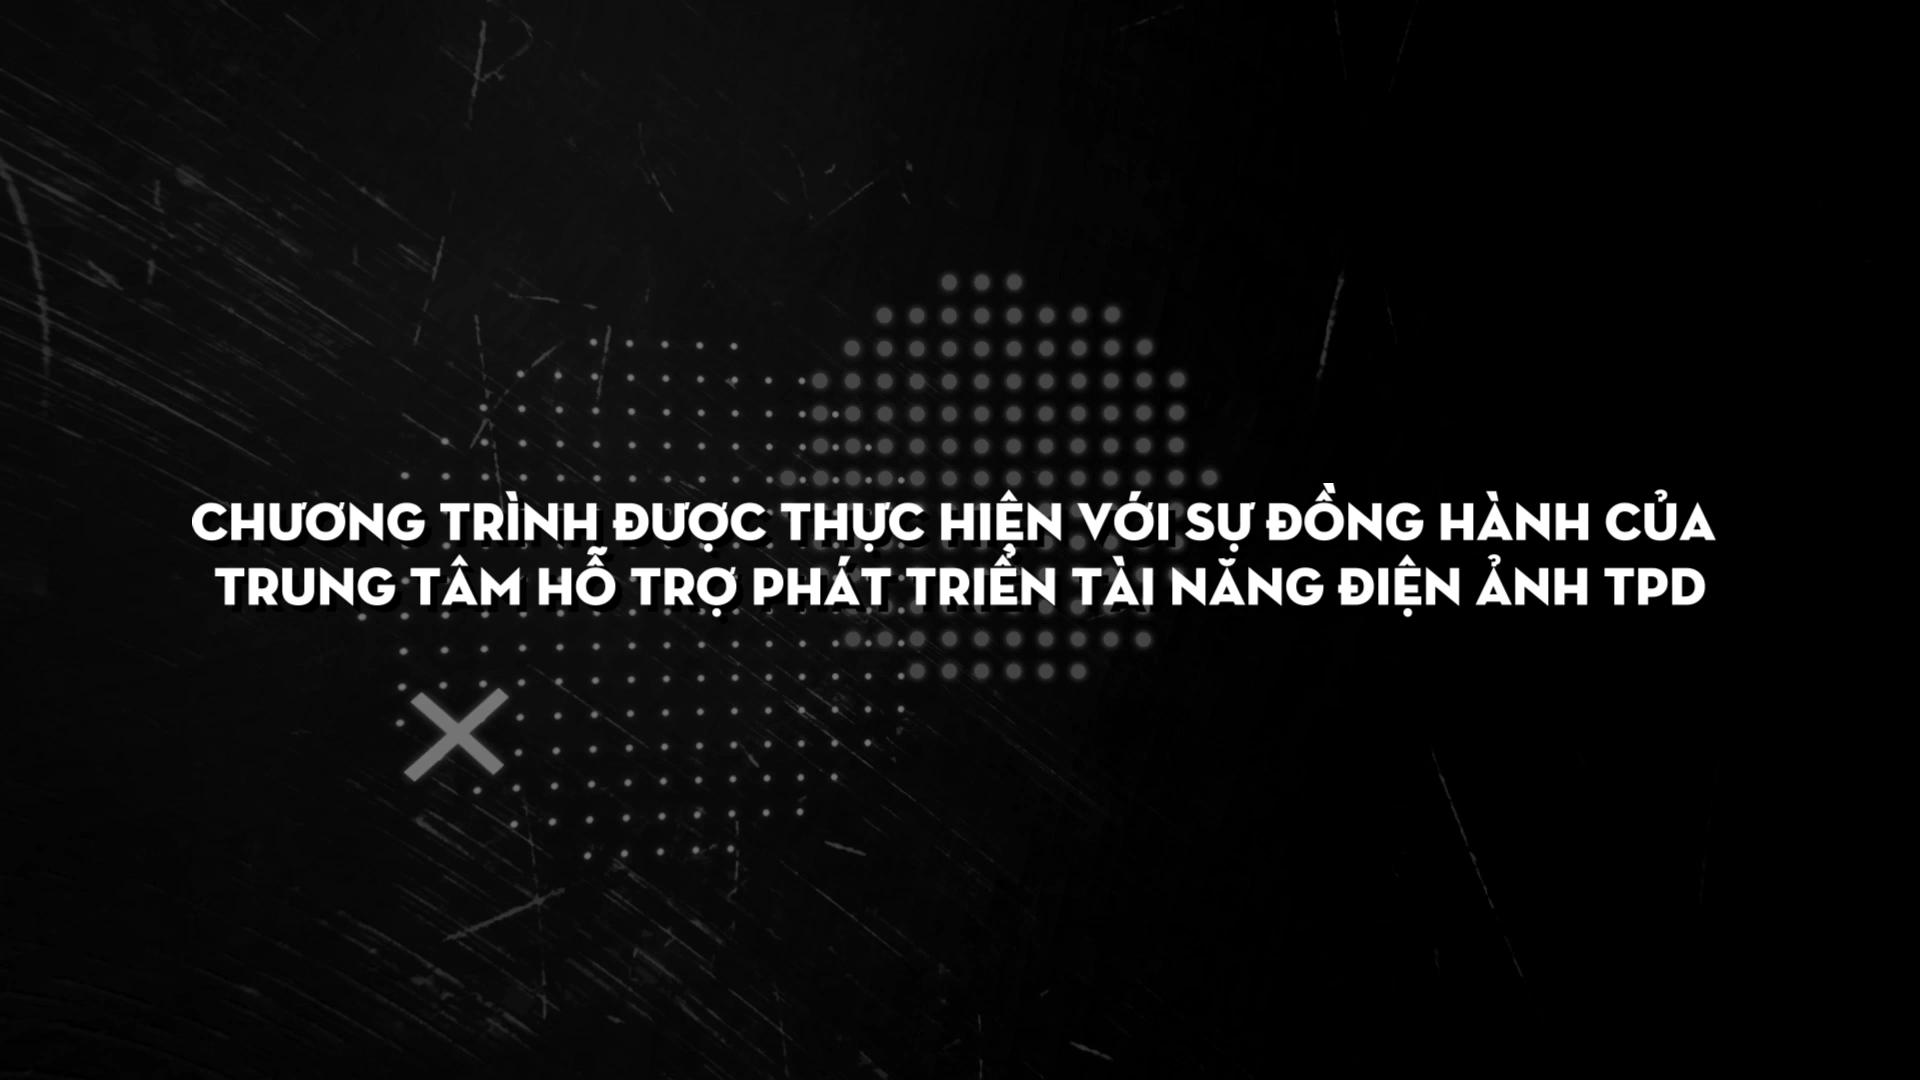 CHƯƠNG TRÌNH ĐƯỢC THỰC HIỆN VỚI SỰ ĐỒNG HÀNH CỦA
TRUNG TÂM HỖ TRỢ PHÁT TRIỂN TÀI NĂNG ĐIỆN ẢNH TPD